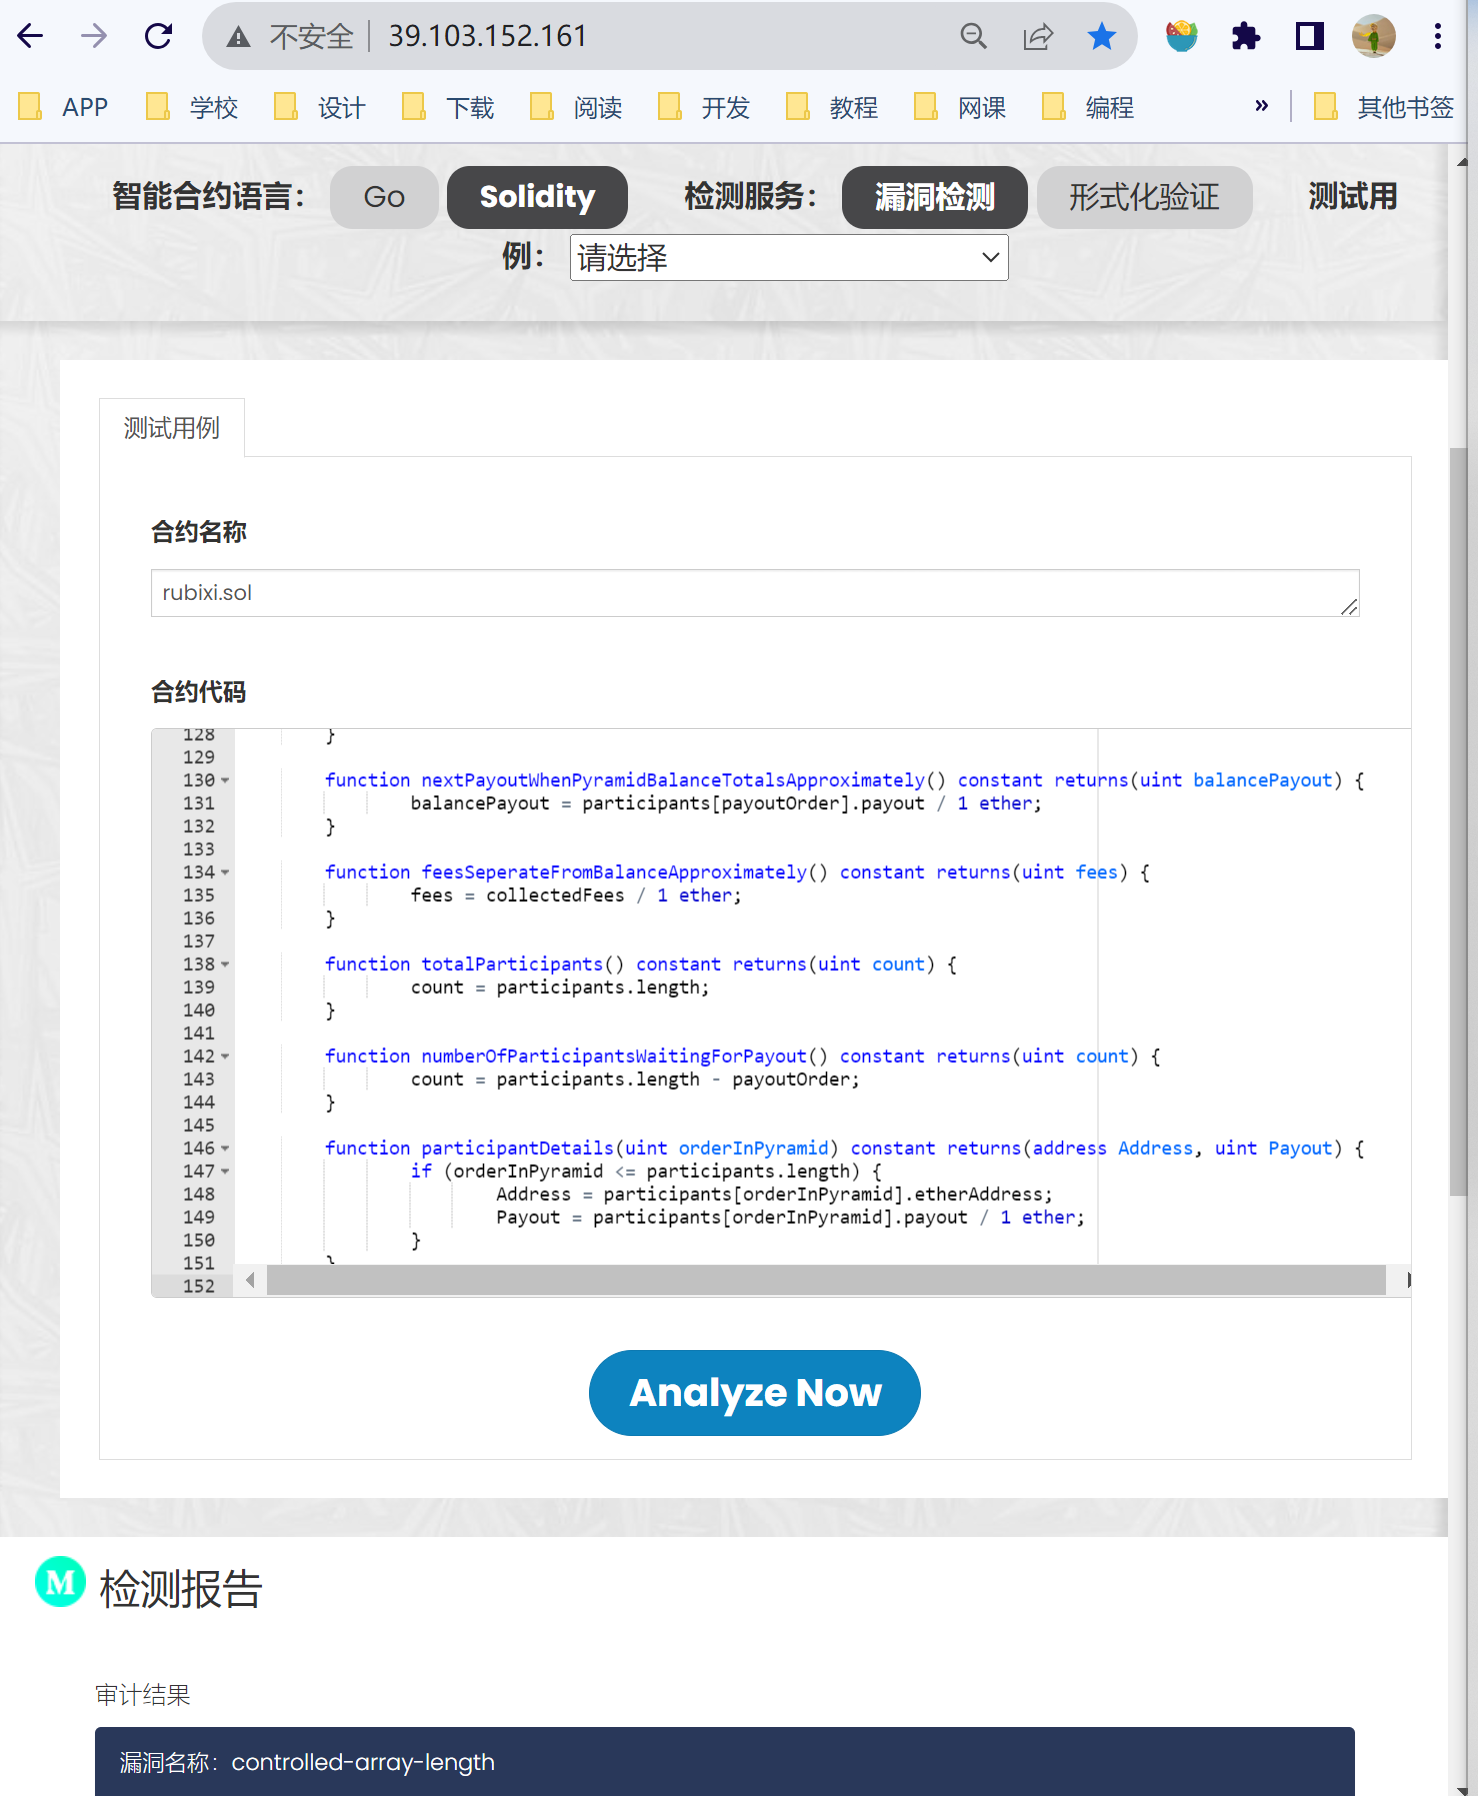 不安全 39.103.152.161
APP 学校 设计 下载 阅读 开发 教程 网课 编程 » 其他书签
智能合约语言： Go Solidity 检测服务： 漏洞检测 形式化验证 测试用
例： 请选择
测试用例
合约名称
rubixi.sol
合约代码
128 }
129
130 function nextPayoutWhenPyramidBalanceTotalsApproximately() constant returns(uint balancePayout) {
131 balancePayout = participants[payoutOrder].payout / 1 ether;
132 }
133
134 function feesSeperateFromBalanceApproximately() constant returns(uint fees) {
135 fees = collectedFees / 1 ether;
136 }
137
138 function totalParticipants() constant returns(uint count) {
139 count = participants.length;
140 }
141
142 function numberOfParticipantsWaitingForPayout() constant returns(uint count) {
143 count = participants.length - payoutOrder;
144 }
145
146 function participantDetails(uint orderInPyramid) constant returns(address Address, uint Payout) {
147 if (orderInPyramid <= participants.length) {
148 Address = participants[orderInPyramid].etherAddress;
149 Payout = participants[orderInPyramid].payout / 1 ether;
150 }
151 }
152
Analyze Now
M 检测报告
审计结果
漏洞名称：controlled-array-length